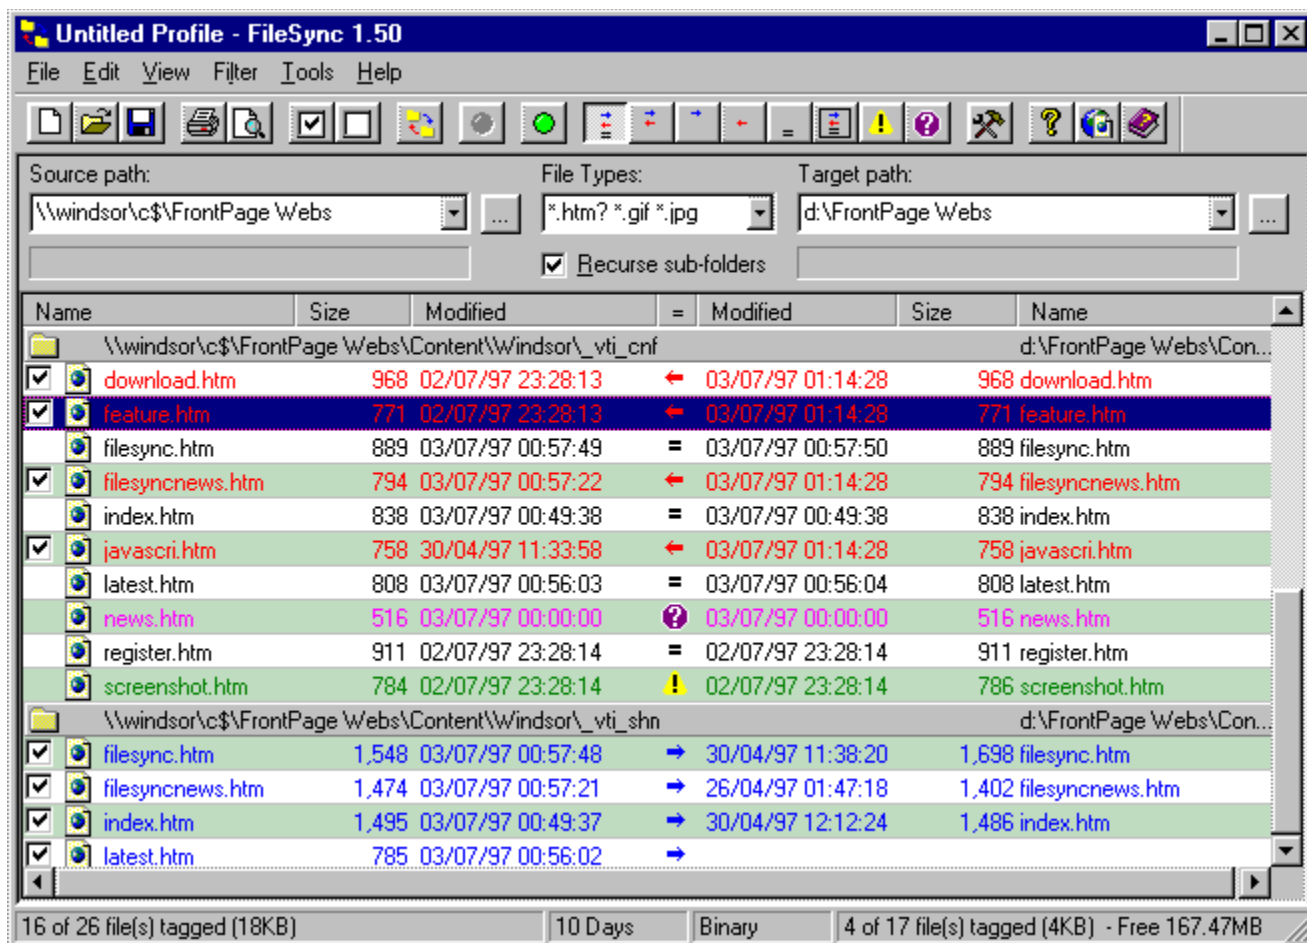 Untitled Profile - FileSync 1.50
File Edit View Filter Tools Help
Source path: File Types: Target path:
\\windsor\c$\FrontPage Webs ... *.htm? *.gif *.jpg d:\FrontPage Webs ...
Recurse sub-folders
Name Size Modified = Modified Size Name
\\windsor\c$\FrontPage Webs\Content\Windsor\_vti_cnf d:\FrontPage Webs\Con...
download.htm 968 02/07/97 23:28:13 03/07/97 01:14:28 968 download.htm
feature.htm 771 02/07/97 23:28:13 03/07/97 01:14:28 771 feature.htm
filesync.htm 889 03/07/97 00:57:49 = 03/07/97 00:57:50 889 filesync.htm
filesyncnews.htm 794 03/07/97 00:57:22 03/07/97 01:14:28 794 filesyncnews.htm
index.htm 838 03/07/97 00:49:38 = 03/07/97 00:49:38 838 index.htm
javascri.htm 758 30/04/97 11:33:58 03/07/97 01:14:28 758 javascri.htm
latest.htm 808 03/07/97 00:56:03 = 03/07/97 00:56:04 808 latest.htm
news.htm 516 03/07/97 00:00:00 ? 03/07/97 00:00:00 516 news.htm
register.htm 911 02/07/97 23:28:14 = 02/07/97 23:28:14 911 register.htm
screenshot.htm 784 02/07/97 23:28:14 ! 02/07/97 23:28:14 786 screenshot.htm
\\windsor\c$\FrontPage Webs\Content\Windsor\_vti_shn d:\FrontPage Webs\Con...
filesync.htm 1,548 03/07/97 00:57:48 30/04/97 11:38:20 1,698 filesync.htm
filesyncnews.htm 1,474 03/07/97 00:57:21 26/04/97 01:47:18 1,402 filesyncnews.htm
index.htm 1,495 03/07/97 00:49:37 30/04/97 12:12:24 1,486 index.htm
latest.htm 785 03/07/97 00:56:02
16 of 26 file(s) tagged (18KB) 10 Days Binary 4 of 17 file(s) tagged (4KB) - Free 167.47MB